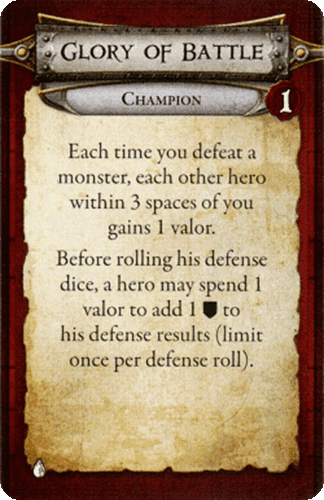 Glory of Battle
Champion
1
Each time you defeat a
monster, each other hero
within 3 spaces of you
gains 1 valor.
Before rolling his defense
dice, a hero may spend 1
valor to add 1 to
his defense results (limit
once per defense roll).